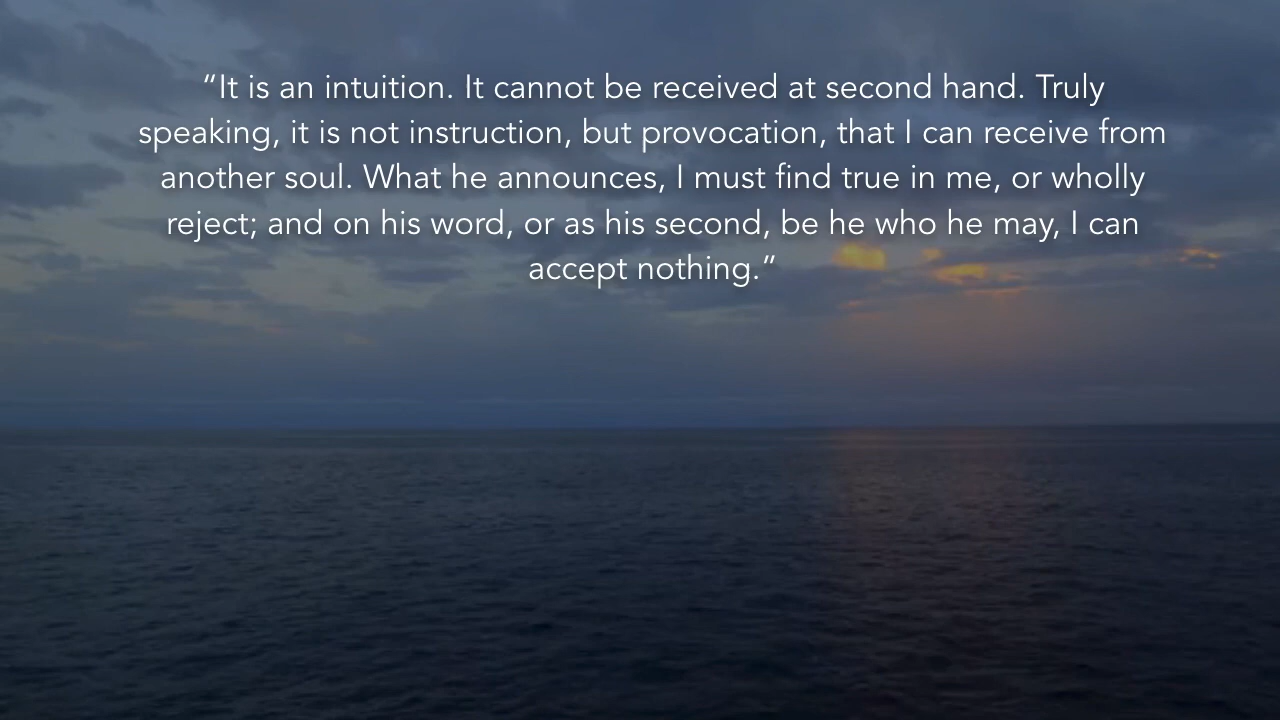 “It is an intuition. It cannot be received at second hand. Truly
speaking, it is not instruction, but provocation, that I can receive from
another soul. What he announces, I must find true in me, or wholly
reject; and on his word, or as his second, be he who he may, I can
accept nothing.”